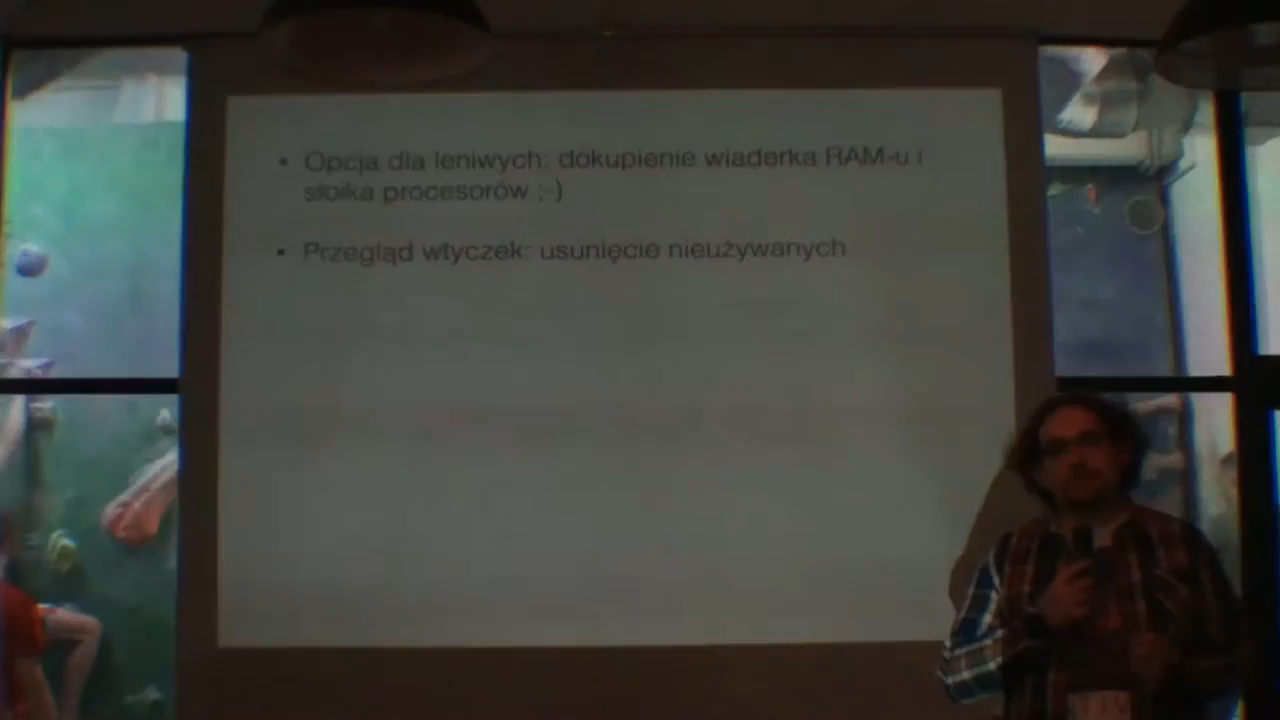 • Opcja dla leniwych: dokupienie wiaderka RAM-u i
słoika procesorów ;-)
• Przegląd wtyczek: usunięcie nieużywanych